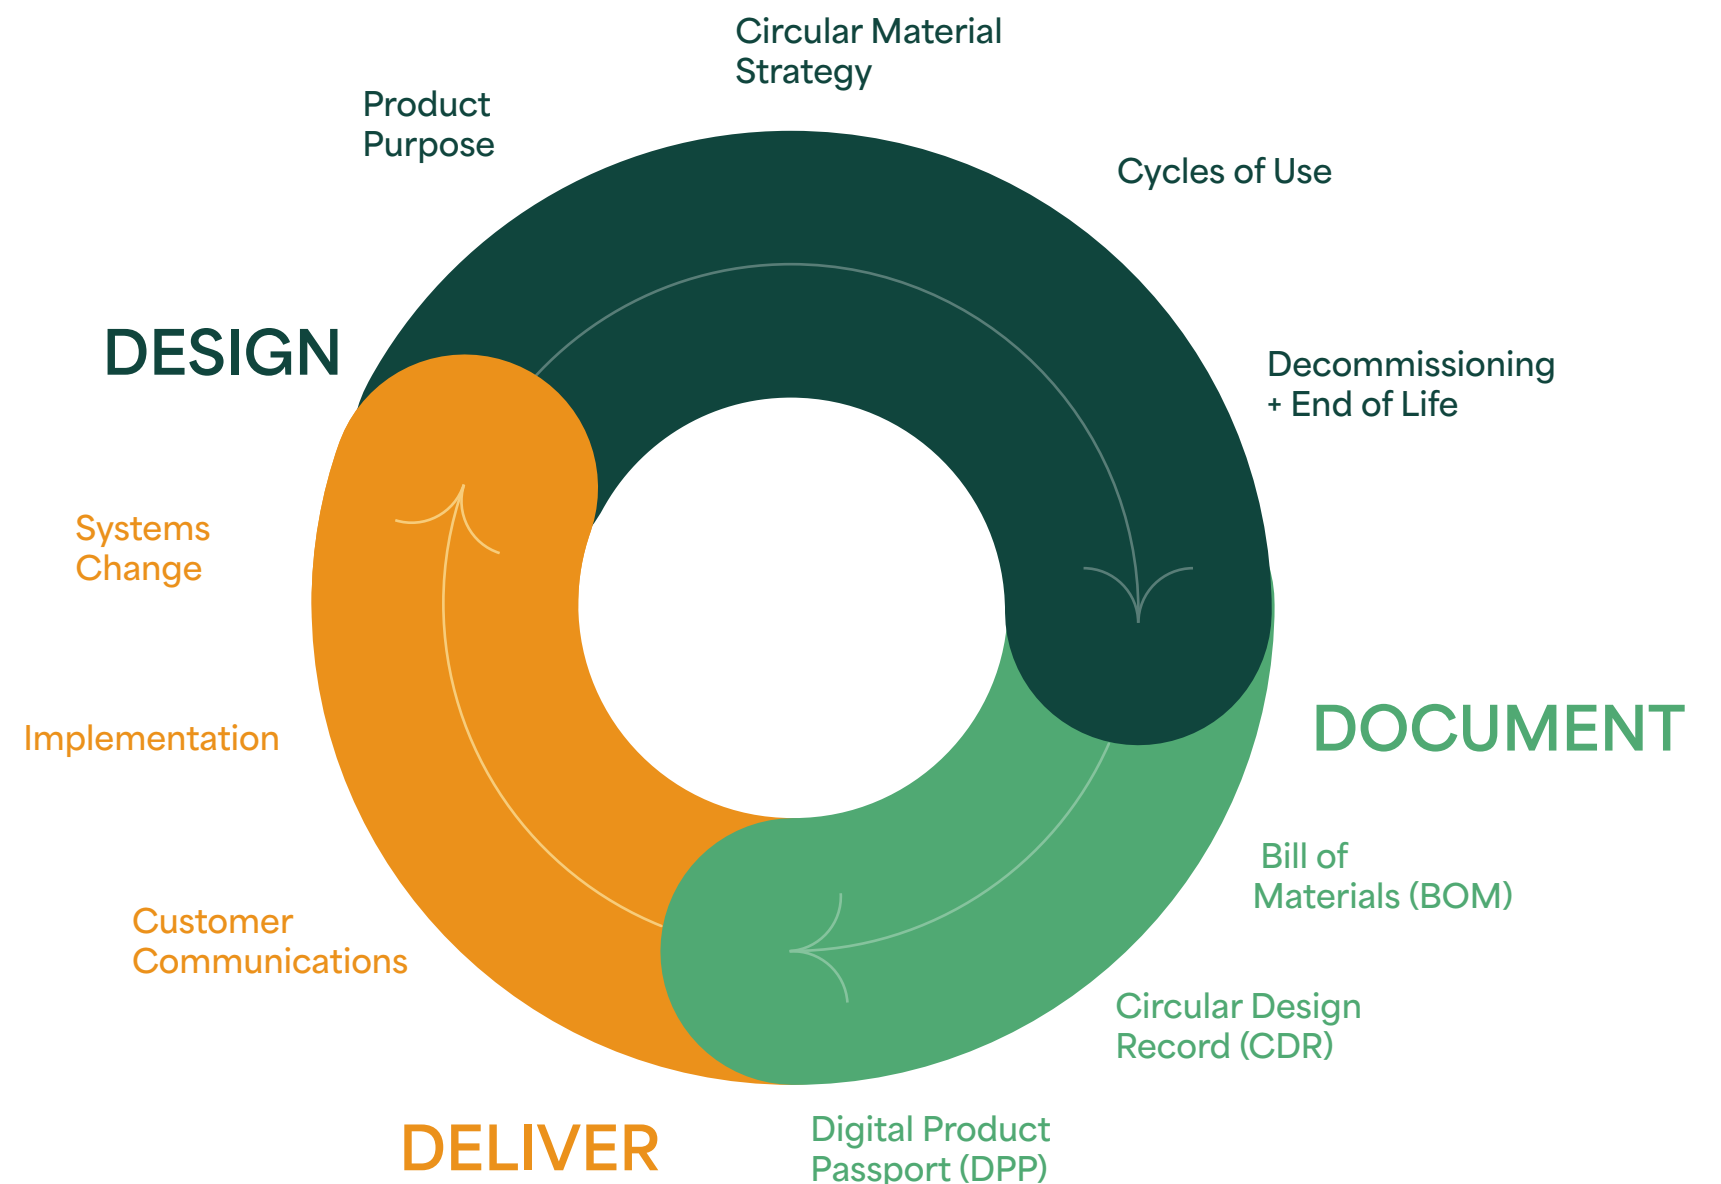 Circular Material
Strategy
Product
Purpose
Cycles of Use
DESIGN
Decommissioning
+ End of Life
Systems
Change
DOCUMENT
Implementation
Bill of
Materials (BOM)
Customer
Communications
Circular Design
Record (CDR)
DELIVER
Digital Product
Passport (DPP)